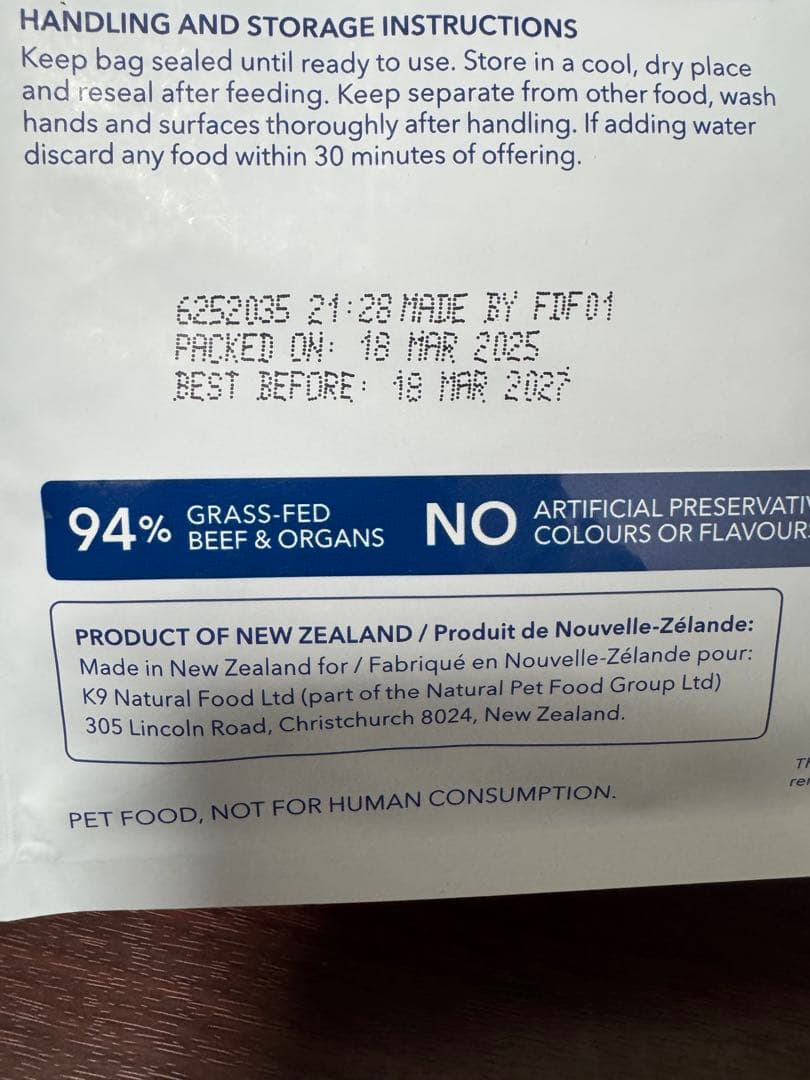 HANDLING AND STORAGE INSTRUCTIONS
Keep bag sealed until ready to use. Store in a cool, dry place
and reseal after feeding. Keep separate from other food, wash
hands and surfaces thoroughly after handling. If adding water
discard any food within 30 minutes of offering.
6252035 21:28 MADE BY FDF01
PACKED ON: 18 MAR 2025
BEST BEFORE: 18 MAR 2027
94% GRASS-FED
BEEF & ORGANS
NO ARTIFICIAL
COLOURS OR
PRODUCT OF NEW ZEALAND / Produit de Nouvelle-Zélande:
Made in New Zealand for / Fabriqué en Nouvelle-Zélande pour:
K9 Natural Food Ltd (part of the Natural Pet Food Group Ltd)
305 Lincoln Road, Christchurch 8024, New Zealand.
PET FOOD, NOT FOR HUMAN CONSUMPTION.